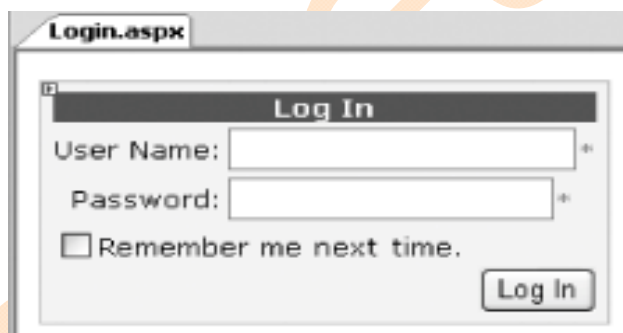 Login.aspx
Log In
User Name: *
Password: *
Remember me next time.
Log In